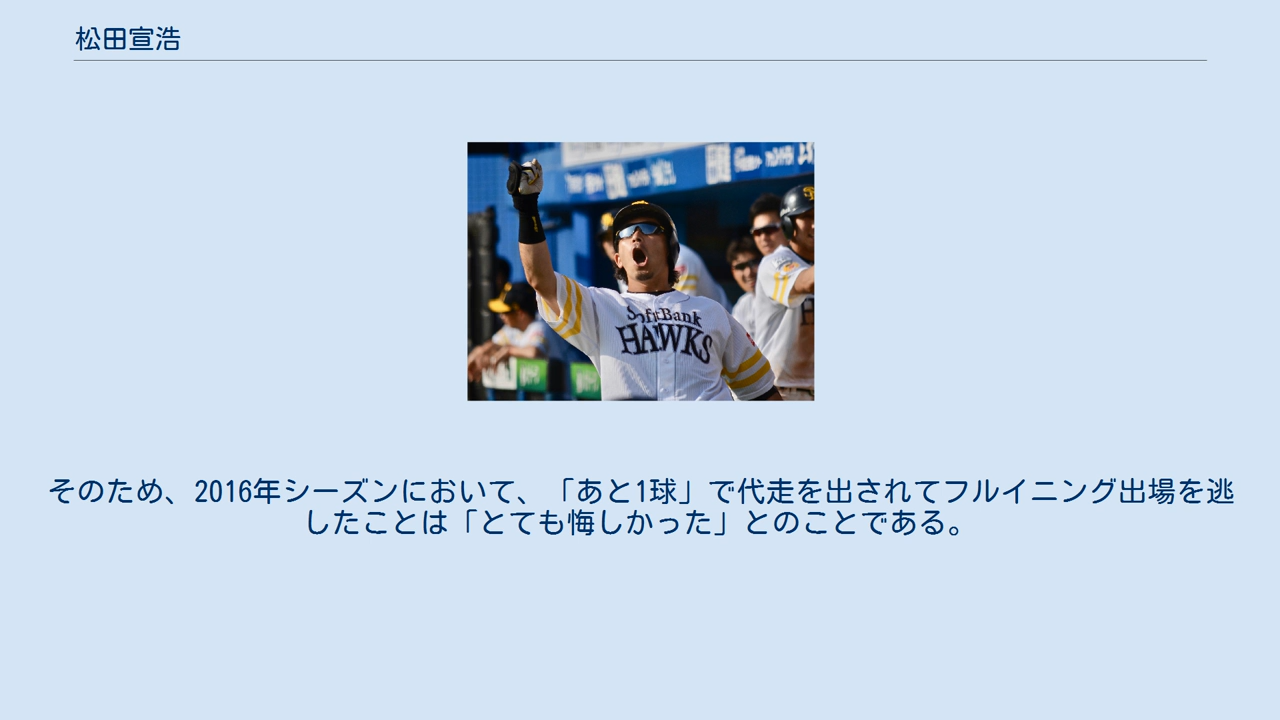 松田宣浩
SoftBank
HAWKS
そのため、2016年シーズンにおいて、「あと1球」で代走を出されてフルイニング出場を逃
したことは「とても悔しかった」とのことである。